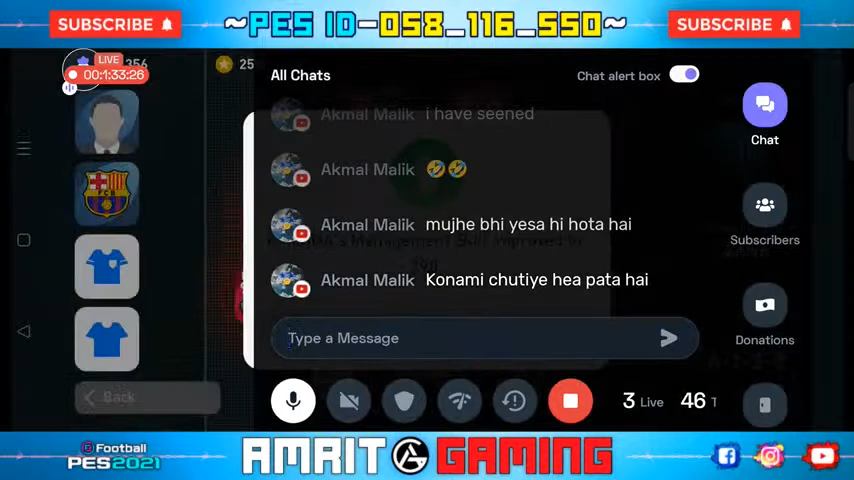 SUBSCRIBE
~PES ID-058_116_550~
SUBSCRIBE
LIVE
356
00:1:33:26
25
All Chats
Chat alert box
Akmal Malik i have seened
Chat
Akmal Malik 🤣🤣
Akmal Malik mujhe bhi yesa hi hota hai
Subscribers
Akmal Malik Konami chutiye hea pata hai
Type a Message
Donations
Back
3 Live 46 T
Football
PES2021
AMRIT GAMING